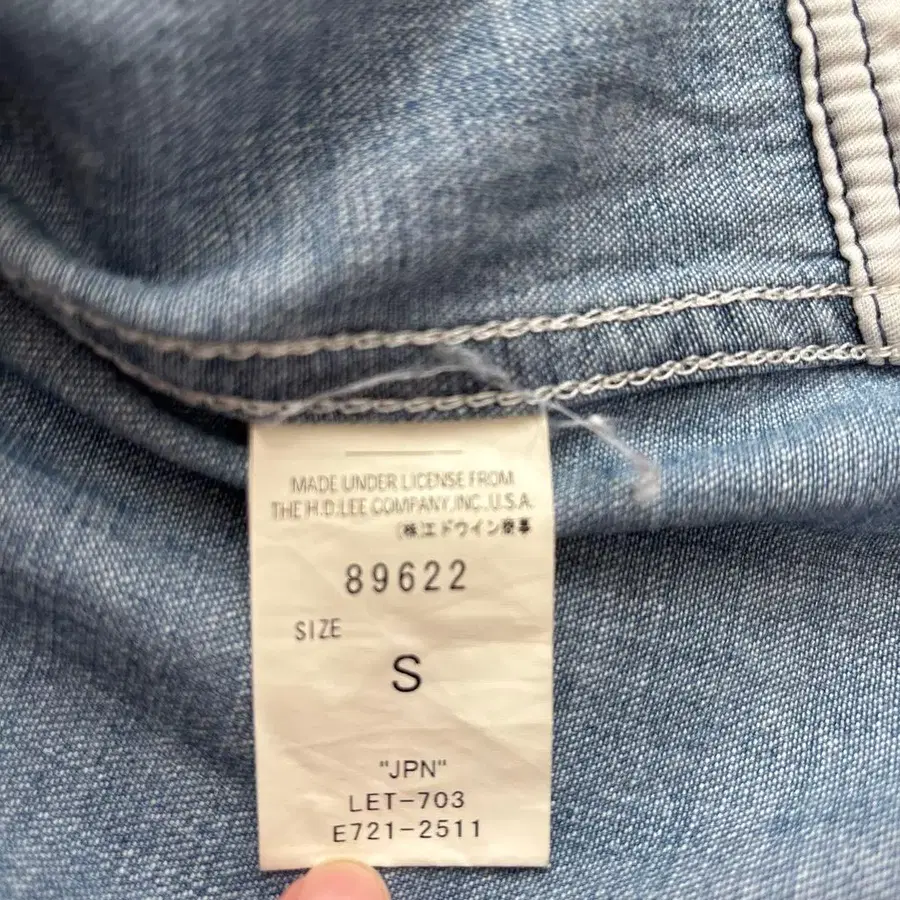 MADE UNDER LICENSE FROM
THE H.D.LEE COMPANY,INC.,U.S.A.
(株)エドウイン商事
89622
SIZE
S
"JPN"
LET-703
E721-2511